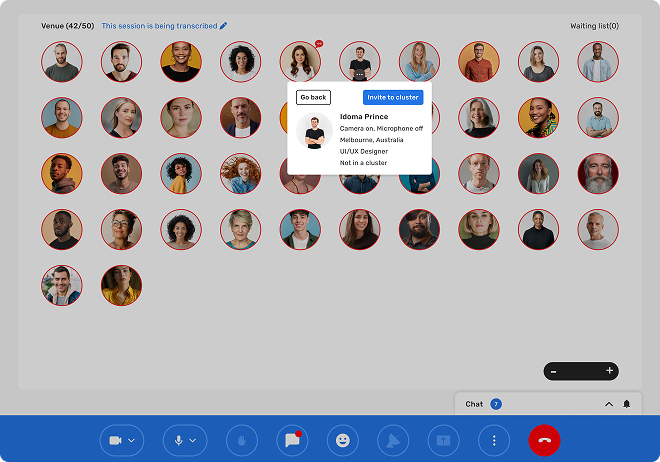 Venue (42/50) This session is being transcribed Waiting list(0)
Go back Invite to cluster
Idoma Prince
Camera on, Microphone off
Melbourne, Australia
UI/UX Designer
Not in a cluster
Chat 7